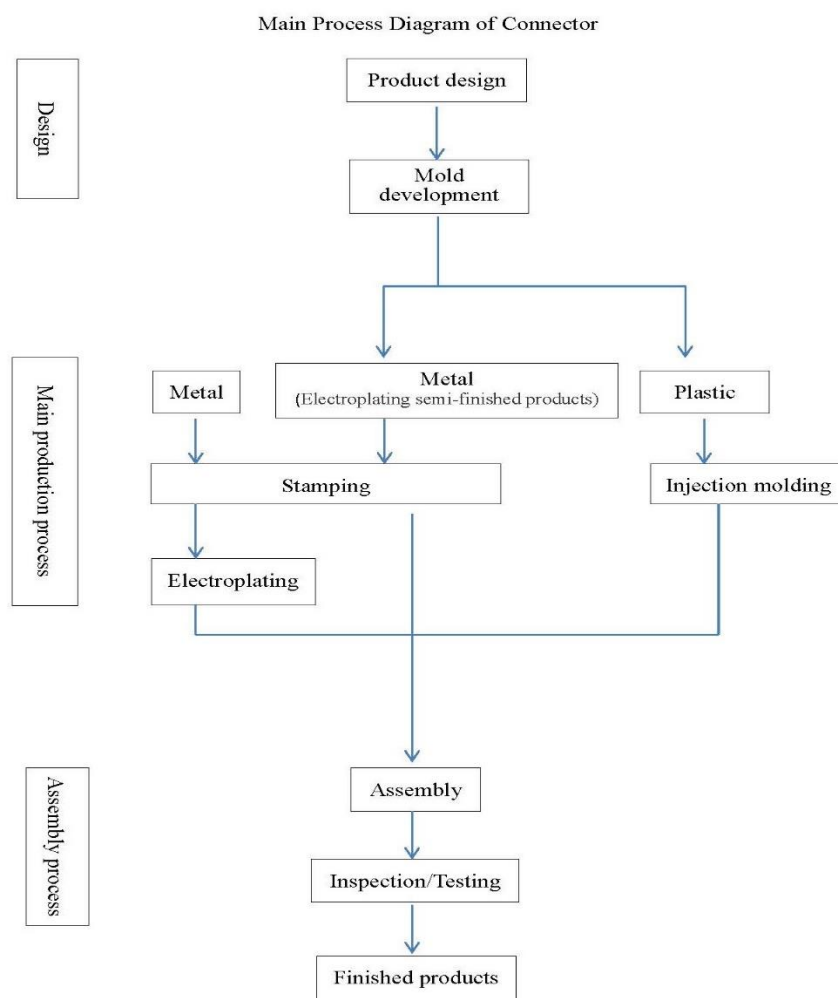 Main Process Diagram of Connector
Design
Product design
Mold
development
Main production process
Metal
Metal
(Electroplating semi-finished products)
Plastic
Stamping
Injection molding
Electroplating
Assembly process
Assembly
Inspection/Testing
Finished products